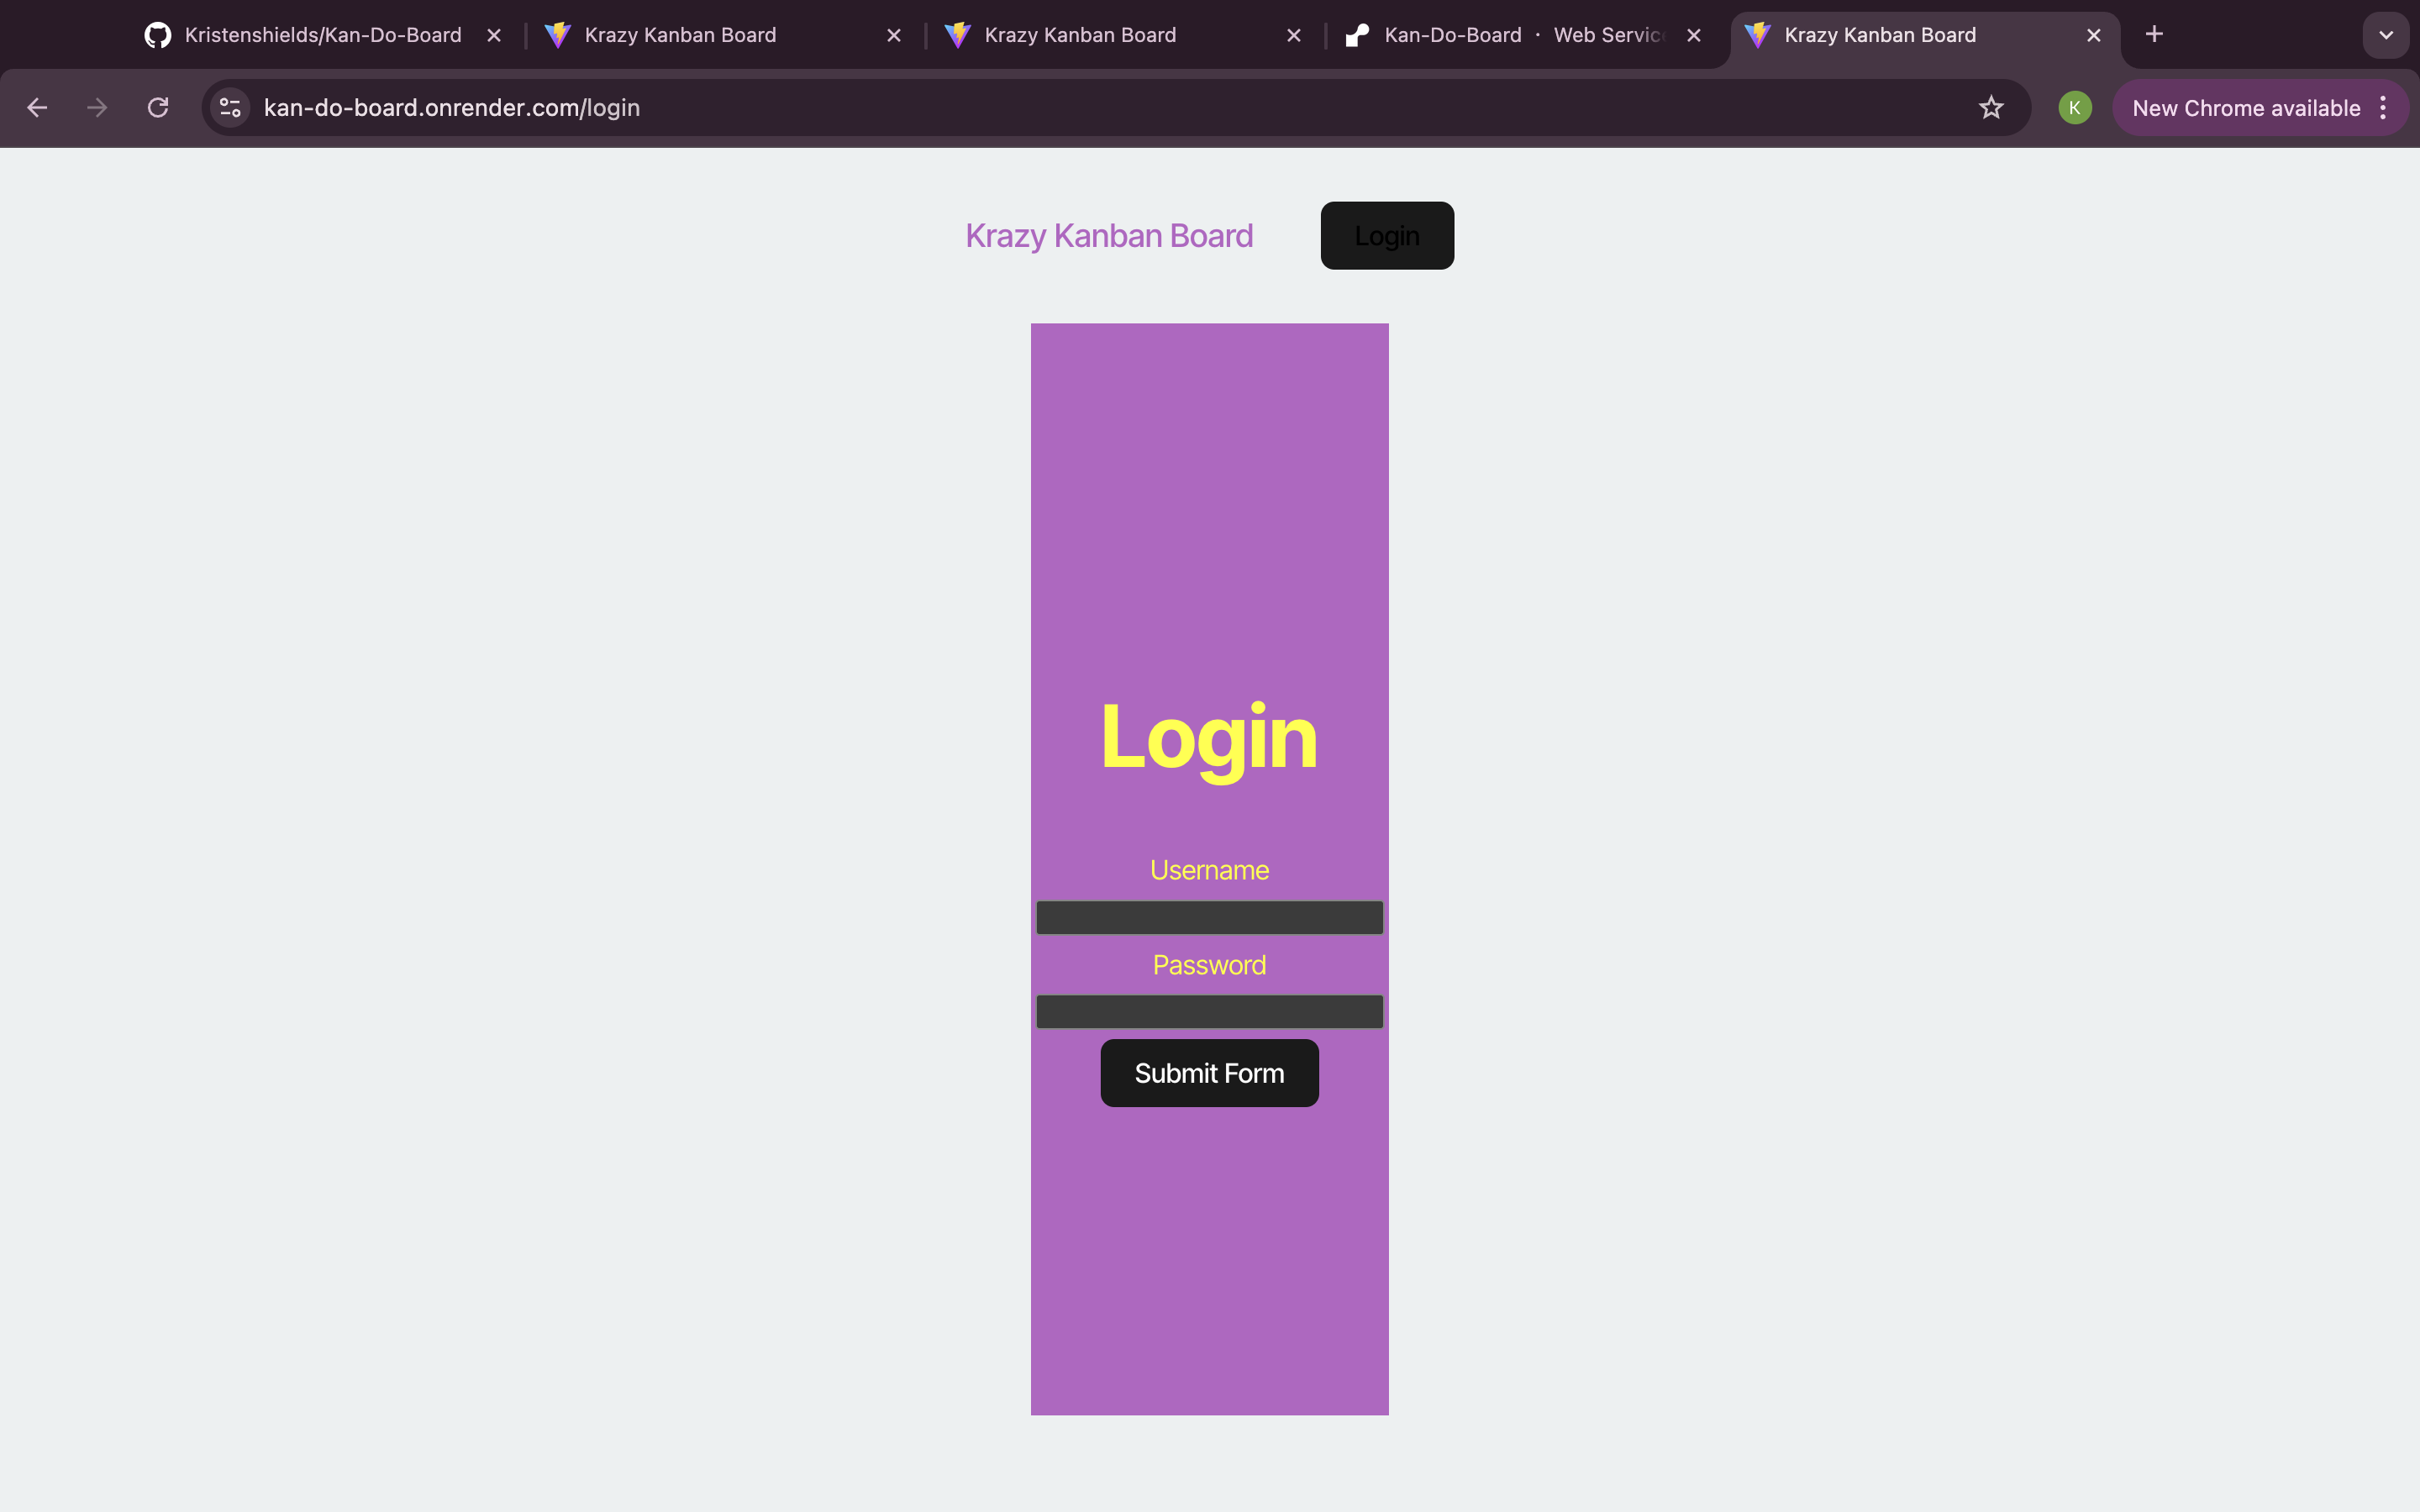 Kristenshields/Kan-Do-Board
Krazy Kanban Board
Krazy Kanban Board
Kan-Do-Board · Web Servic
Krazy Kanban Board
kan-do-board.onrender.com/login
K
New Chrome available
Krazy Kanban Board
Login
Login
Username
Password
Submit Form